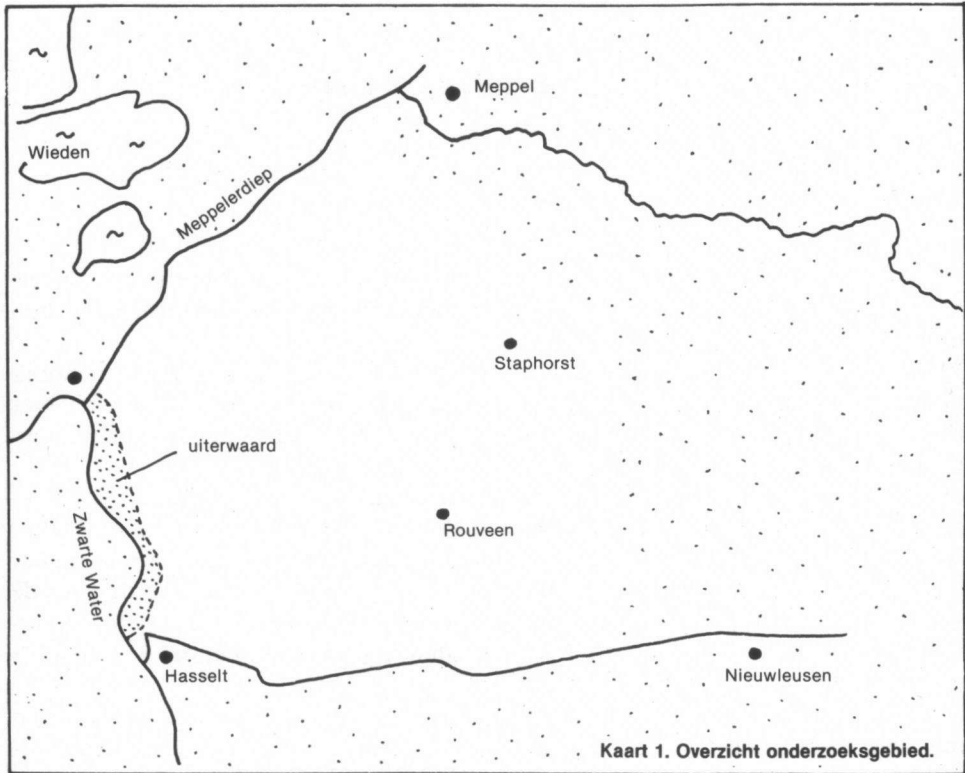 Meppel
Wieden
Meppelerdiep
Staphorst
uiterwaard
Rouveen
Zwarte Water
Hasselt
Nieuwleusen
Kaart 1. Overzicht onderzoeksgebied.